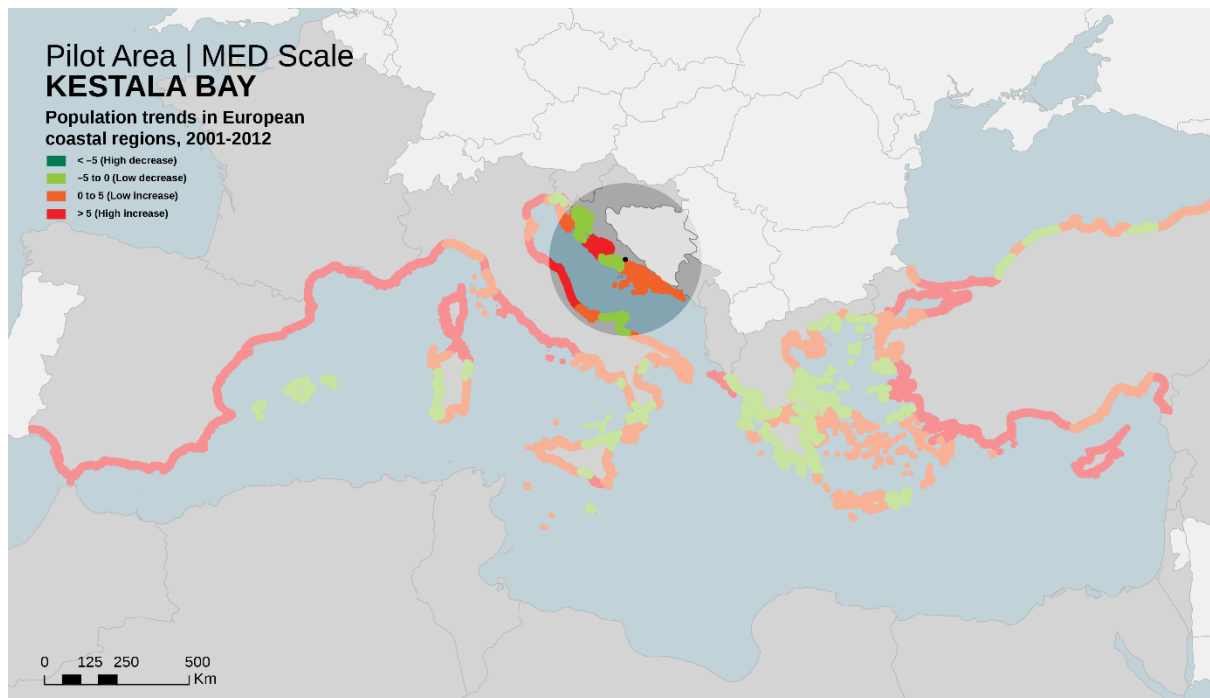 Pilot Area | MED Scale
KESTALA BAY
Population trends in European
coastal regions, 2001-2012
< −5 (High decrease)
−5 to 0 (Low decrease)
0 to 5 (Low increase)
> 5 (High increase)
0 125 250 500
Km